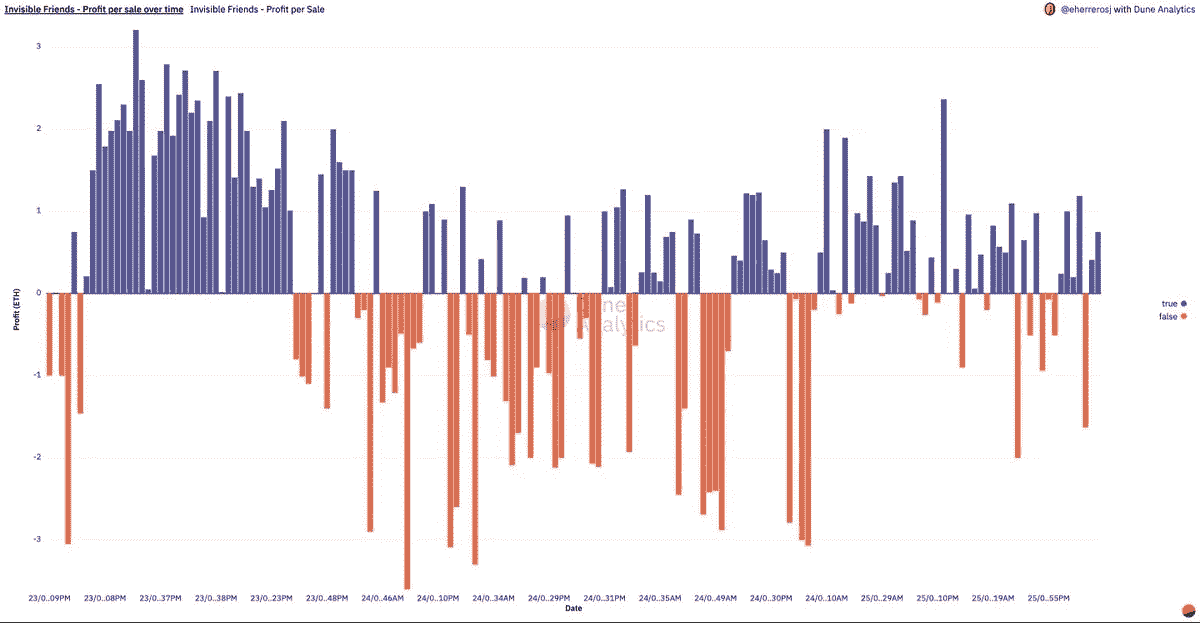 Invisible Friends - Profit per sale over time Invisible Friends - Profit per Sale
@eherrerosj with Dune Analytics
3
2
1
0
-1
-2
-3
Profit (ETH)
Dune
Analytics
true
false
23/0..09PM 23/0..08PM 23/0..37PM 23/0..38PM 23/0..23PM 23/0..48PM 24/0..46AM 24/0..10PM 24/0..34AM 24/0..29PM 24/0..31PM 24/0..35AM 24/0..49AM 24/0..30PM 24/0..10AM 25/0..29AM 25/0..10PM 25/0..19AM 25/0..55PM
Date